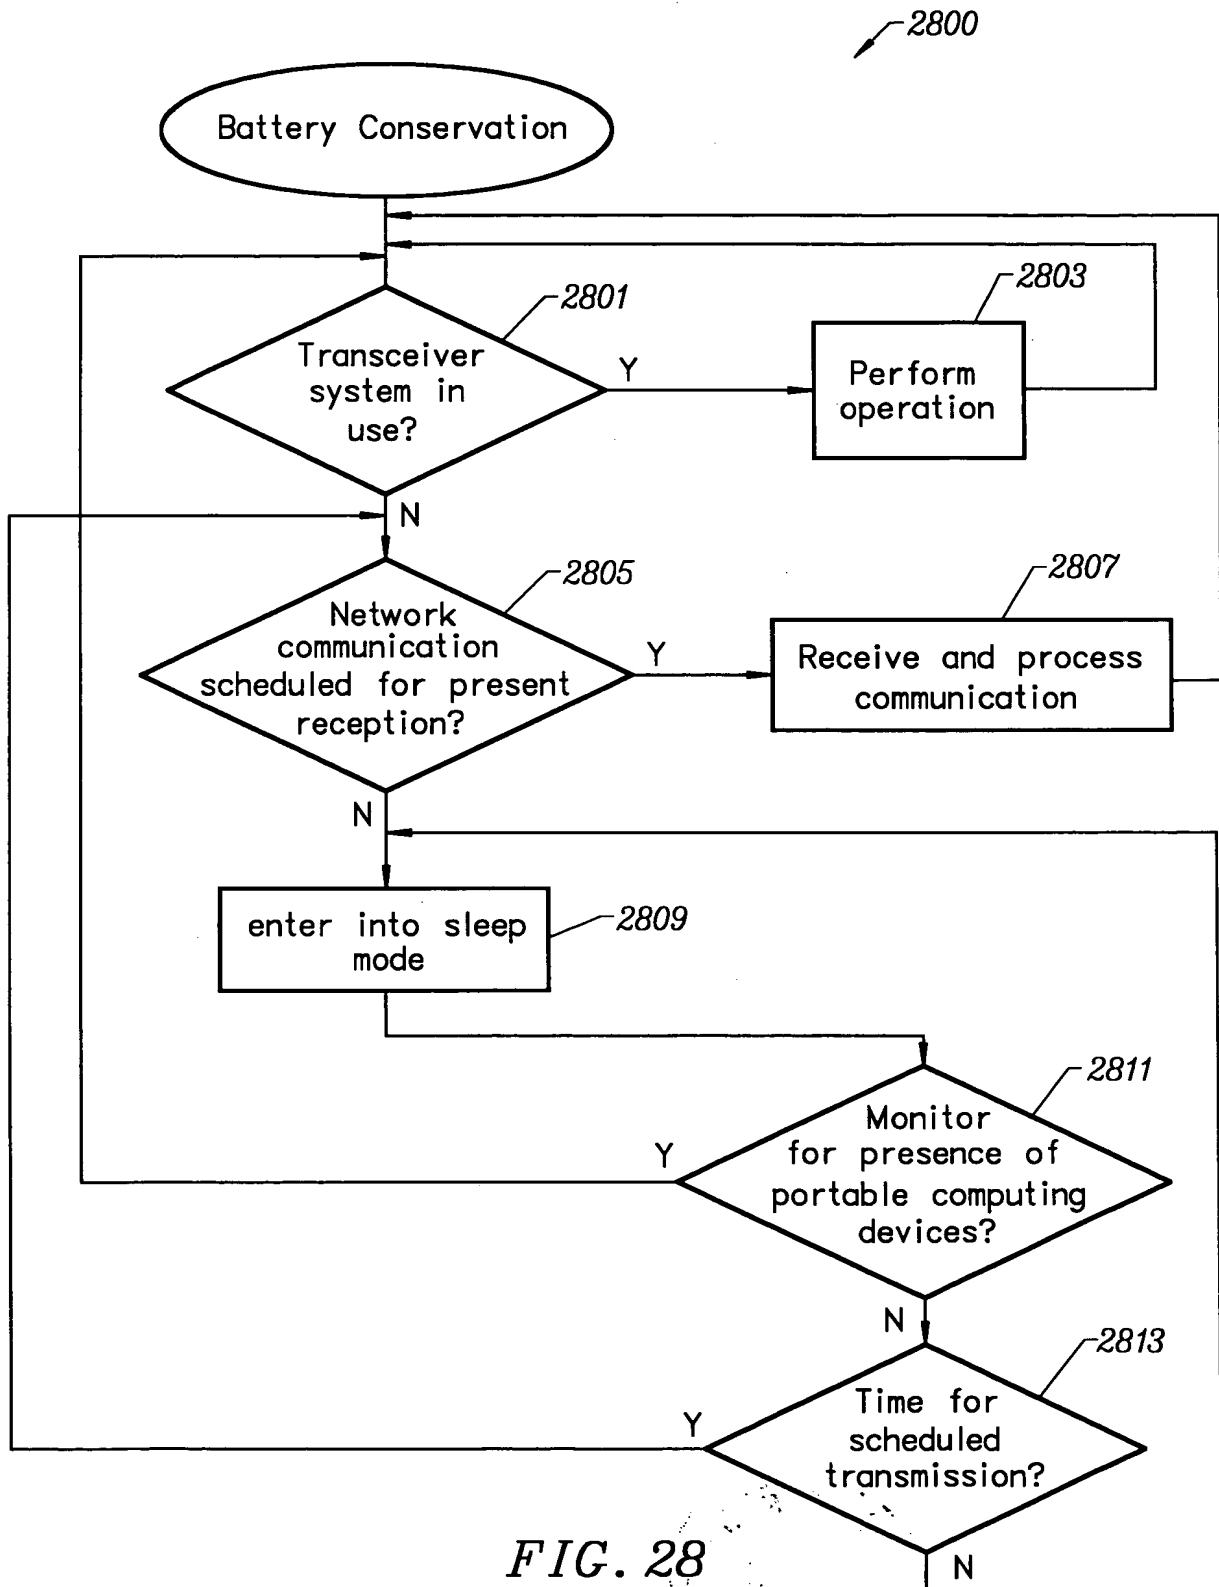 2800
Battery Conservation
2801
Transceiver
system in
use?
Y
2803
Perform
operation
N
2805
Network
communication
scheduled for present
reception?
Y
2807
Receive and process
communication
N
enter into sleep
mode
2809
2811
Monitor
for presence of
portable computing
devices?
Y
N
2813
Time for
scheduled
transmission?
Y
N
FIG. 28